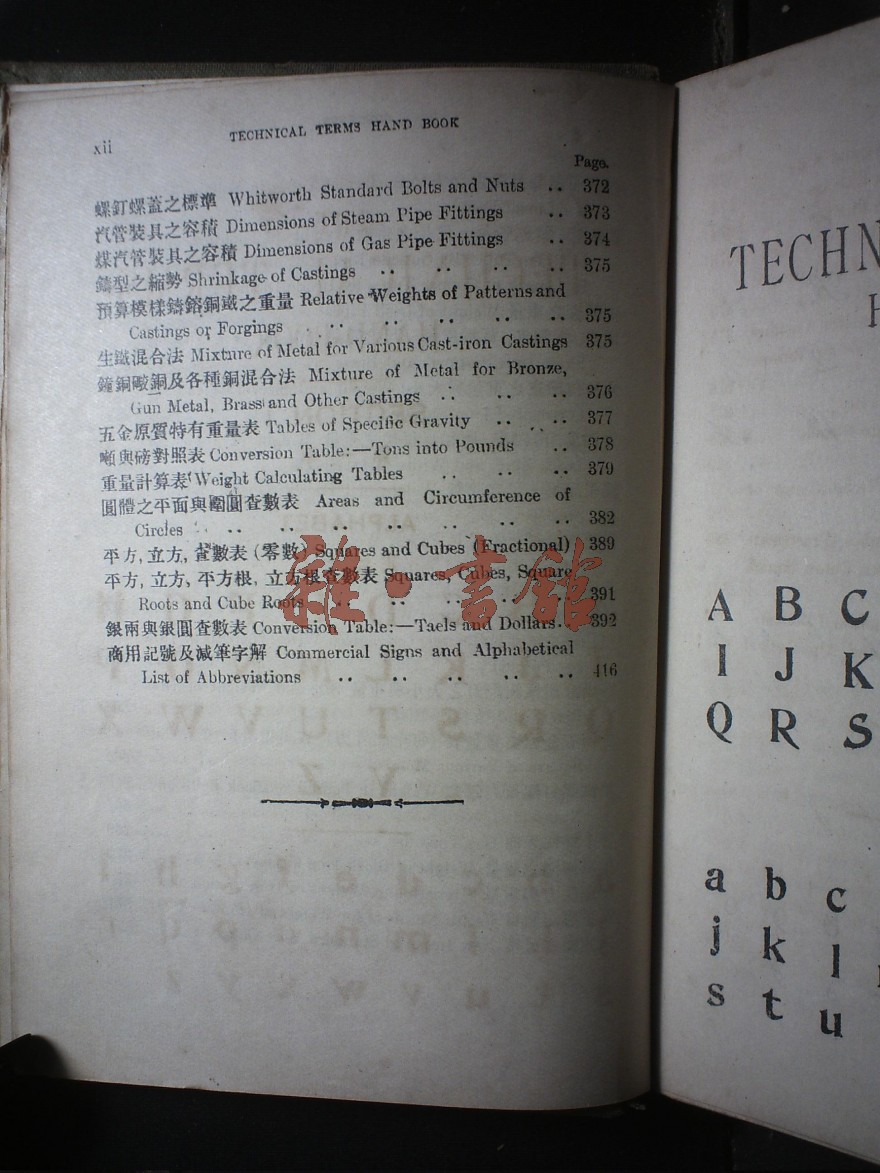 xii
TECHNICAL TERMS HAND BOOK
Page.
螺釘螺蓋之標準 Whitworth Standard Bolts and Nuts .. 372
汽管裝具之容積 Dimensions of Steam Pipe Fittings .. 373
煤汽管裝具之容積 Dimensions of Gas Pipe Fittings .. 374
鑄型之縮勢 Shrinkage of Castings .. .. .. .. 375
預算模樣鑄鎔銅鐵之重量 Relative Weights of Patterns and
Castings or Forgings .. .. .. .. .. 375
生鐵混合法 Mixture of Metal for Various Cast-iron Castings 375
鐘銅礮銅及各種銅混合法 Mixture of Metal for Bronze,
Gun Metal, Brass and Other Castings .. .. .. 376
五金原質特有重量表 Tables of Specific Gravity .. .. 377
噸與磅對照表 Conversion Table:—Tons into Pounds .. 378
重量計算表 Weight Calculating Tables .. .. .. 379
圓體之平面與圍圓查數表 Areas and Circumference of
Circles .. .. .. .. .. .. .. .. 382
平方, 立方, 查數表 (零數) Squares and Cubes (Fractional) 389
平方, 立方, 平方根, 立方根查數表 Squares, Cubes, Square
Roots and Cube Roots .. .. .. .. .. 391
銀兩與銀圓查數表 Conversion Table:—Taels and Dollars.. 392
商用記號及減筆字解 Commercial Signs and Alphabetical
List of Abbreviations .. .. .. .. .. 416
雜·書館
TECHN
H
A B C
I J K
Q R S
a b c
j k l
s t u